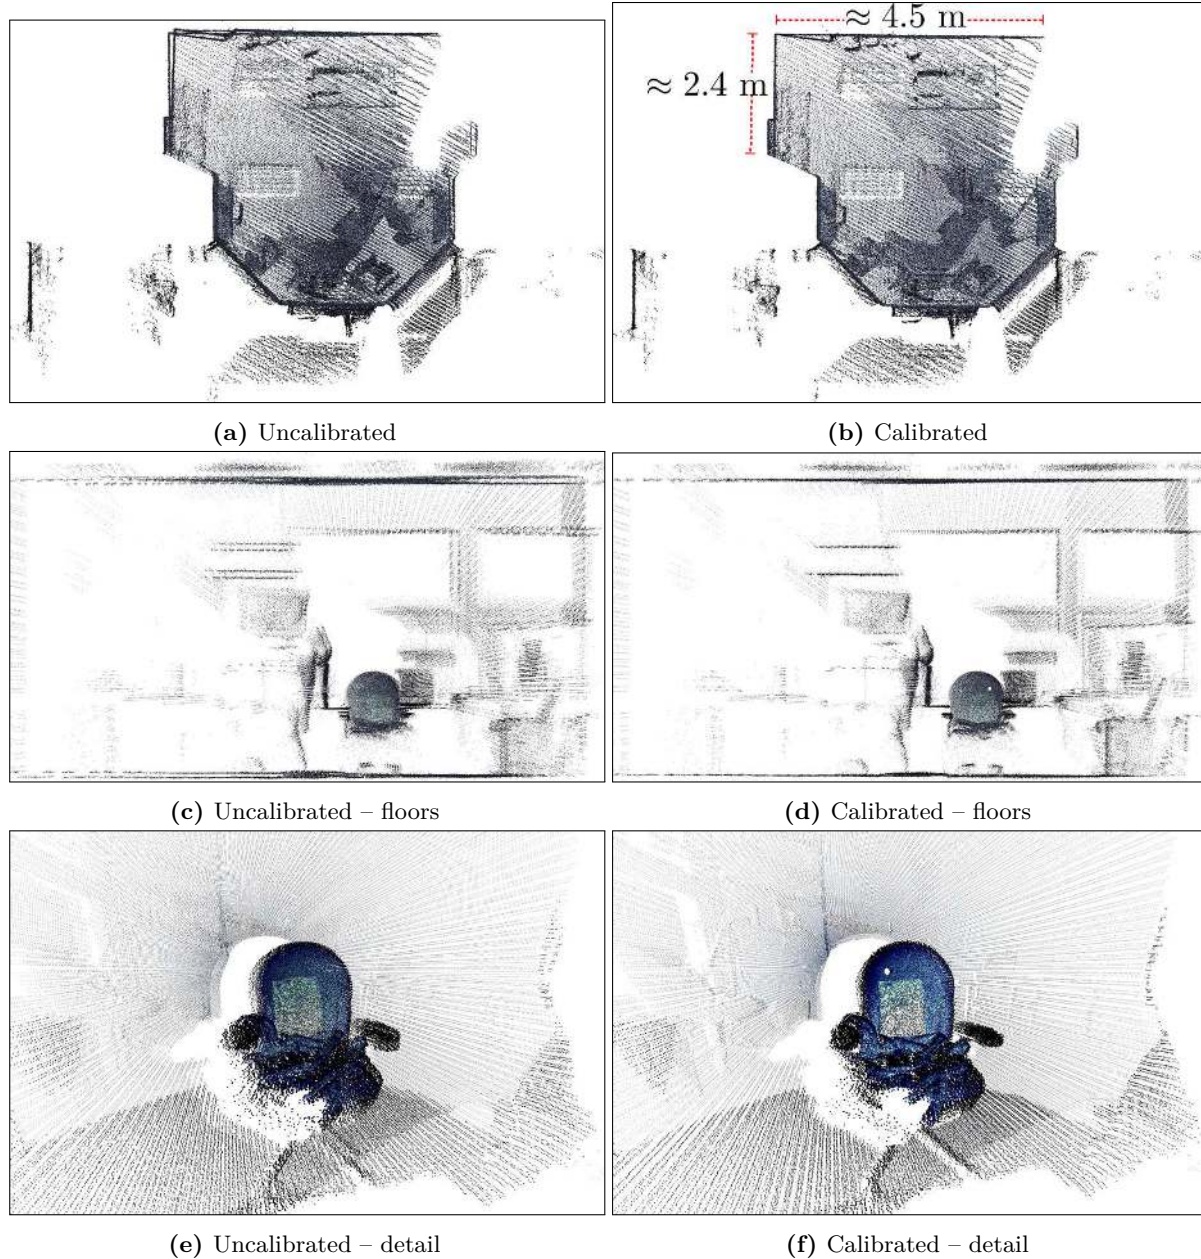 ≈ 4.5 m
≈ 2.4 m
(a) Uncalibrated
(b) Calibrated
(c) Uncalibrated – floors
(d) Calibrated – floors
(e) Uncalibrated – detail
(f) Calibrated – detail